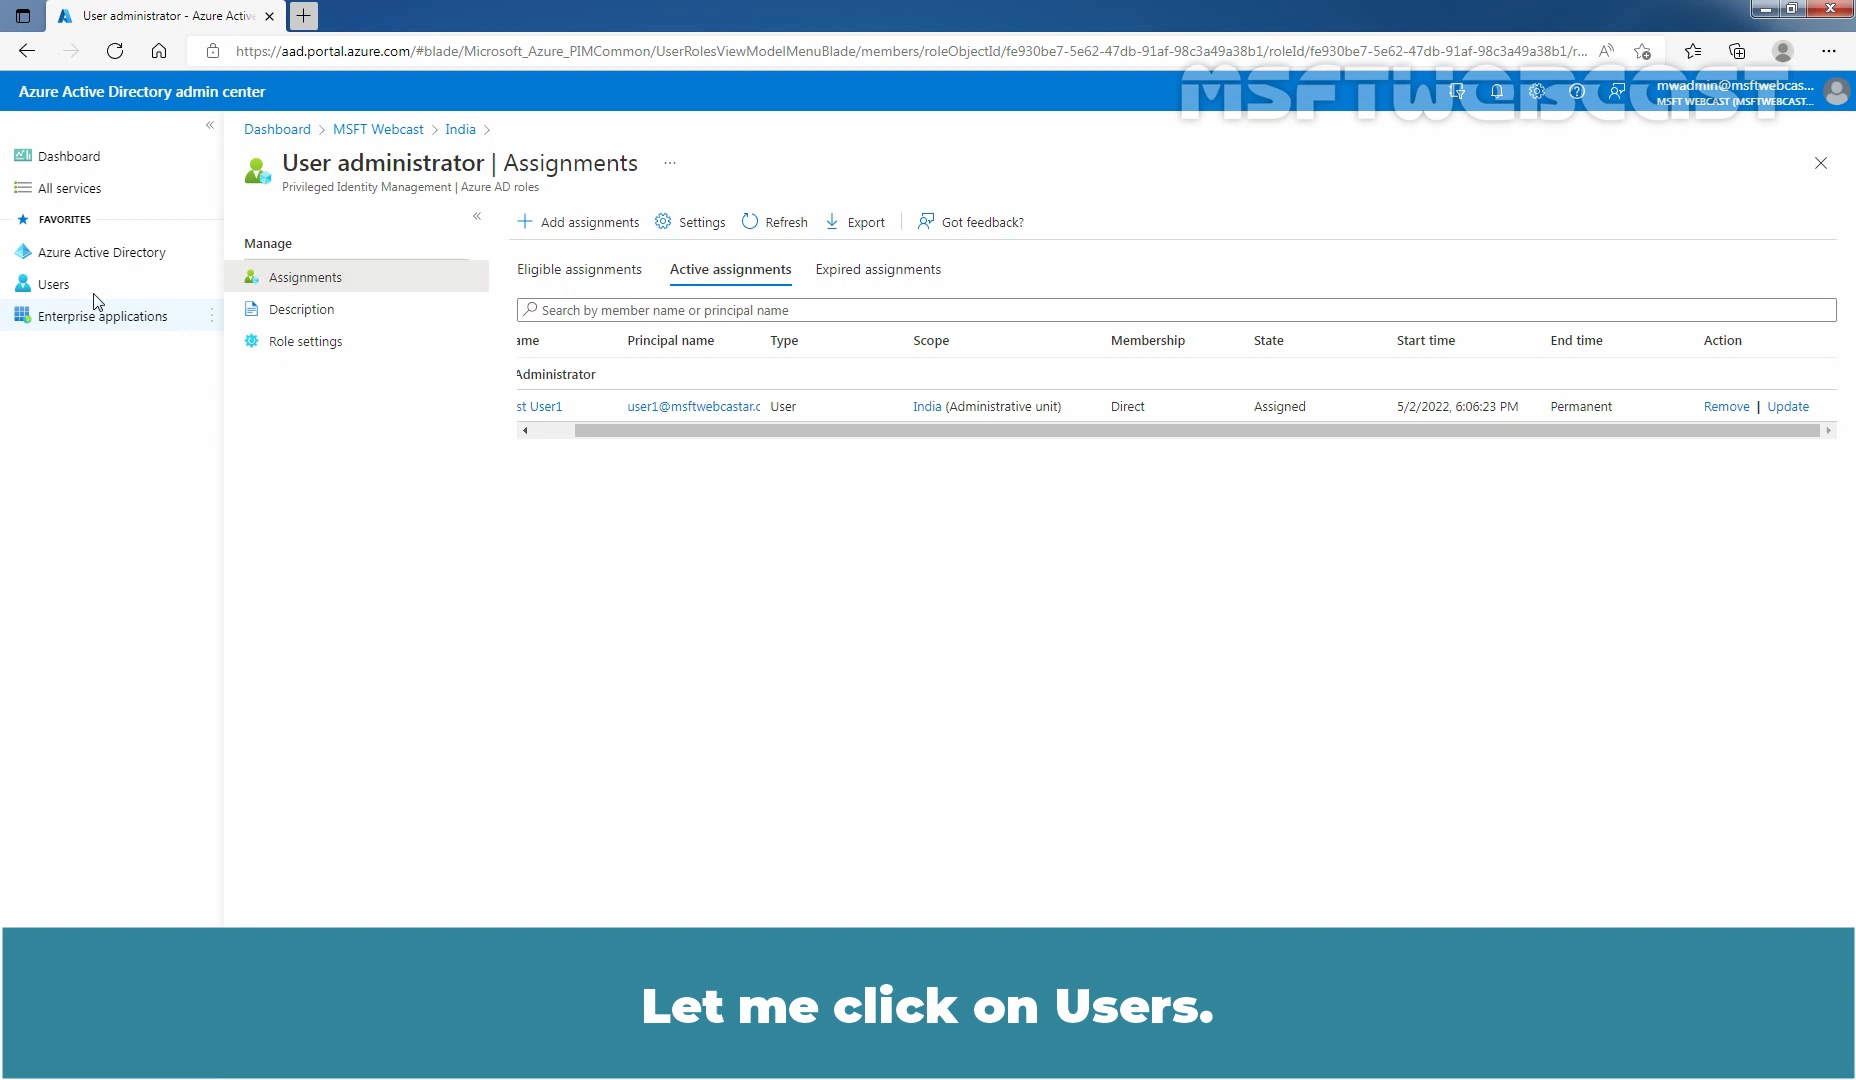 User administrator - Azure Activ
https://aad.portal.azure.com/#blade/Microsoft_Azure_PIMCommon/UserRolesViewModelMenuBlade/members/roleObjectId/fe930be7-5e62-47db-91af-98c3a49a38b1/roleId/fe930be7-5e62-47db-91af-98c3a49a38b1/r...
MSFTWEBCAST
Azure Active Directory admin center
mwadmin@msftwebcas...
MSFT WEBCAST (MSFTWEBCAST...
Dashboard > MSFT Webcast > India >
Dashboard
All services
FAVORITES
Azure Active Directory
Users
Enterprise applications
User administrator | Assignments ...
Privileged Identity Management | Azure AD roles
Manage
Assignments
Description
Role settings
Add assignments Settings Refresh Export Got feedback?
Eligible assignments Active assignments Expired assignments
Search by member name or principal name
ame Principal name Type Scope Membership State Start time End time Action
Administrator
st User1 user1@msftwebcastar.c User India (Administrative unit) Direct Assigned 5/2/2022, 6:06:23 PM Permanent Remove | Update
Let me click on Users.